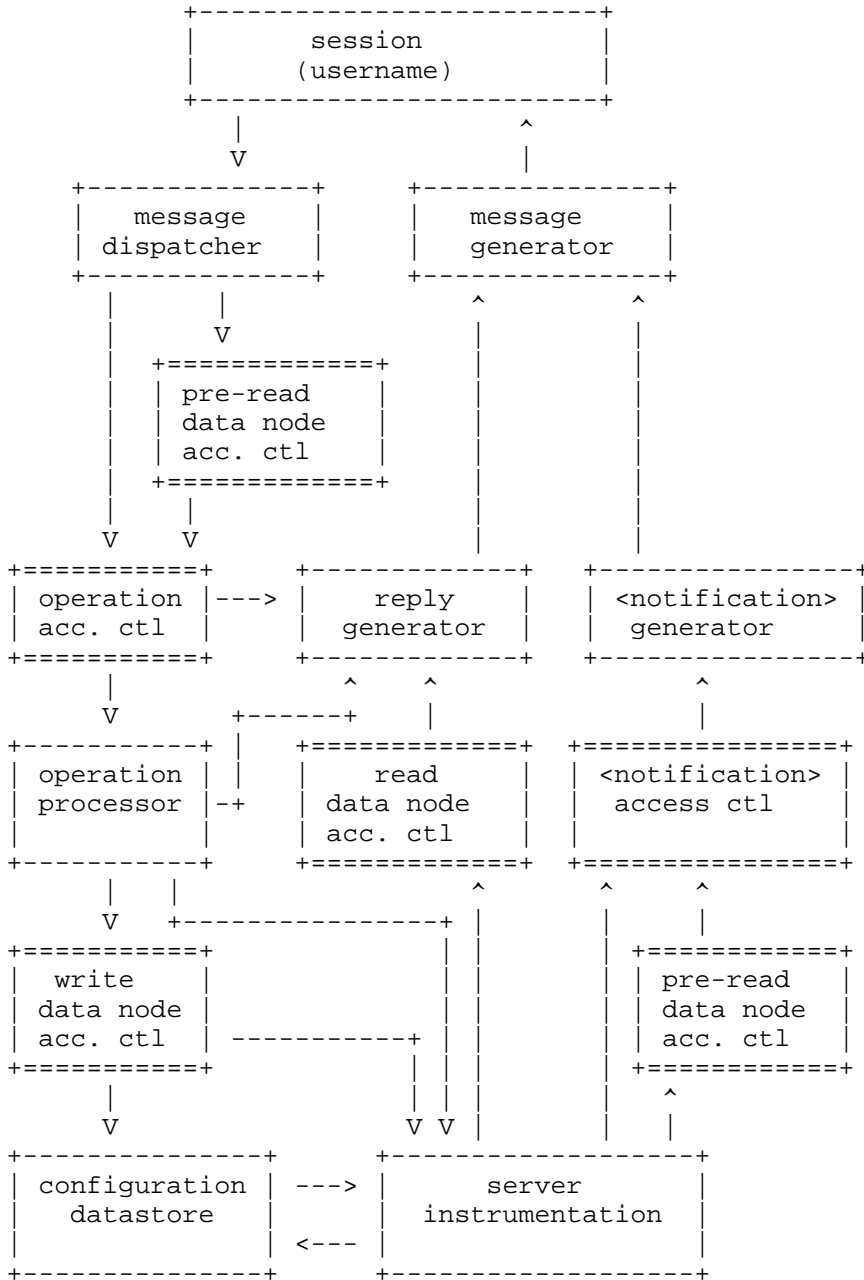 session
(username)
message
dispatcher
message
generator
pre-read
data node
acc. ctl
operation
acc. ctl
reply
generator
<notification>
generator
operation
processor
read
data node
acc. ctl
<notification>
access ctl
write
data node
acc. ctl
pre-read
data node
acc. ctl
configuration
datastore
server
instrumentation